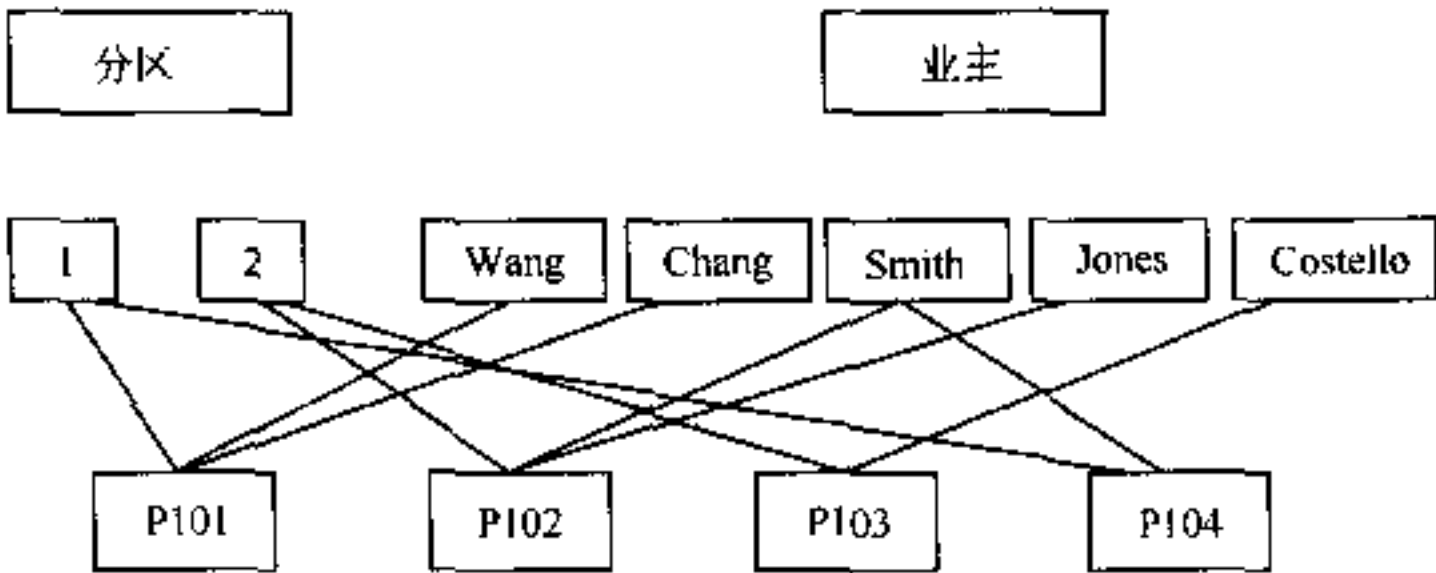 分区 业主
1 2 Wang Chang Smith Jones Costello
P101 P102 P103 P104